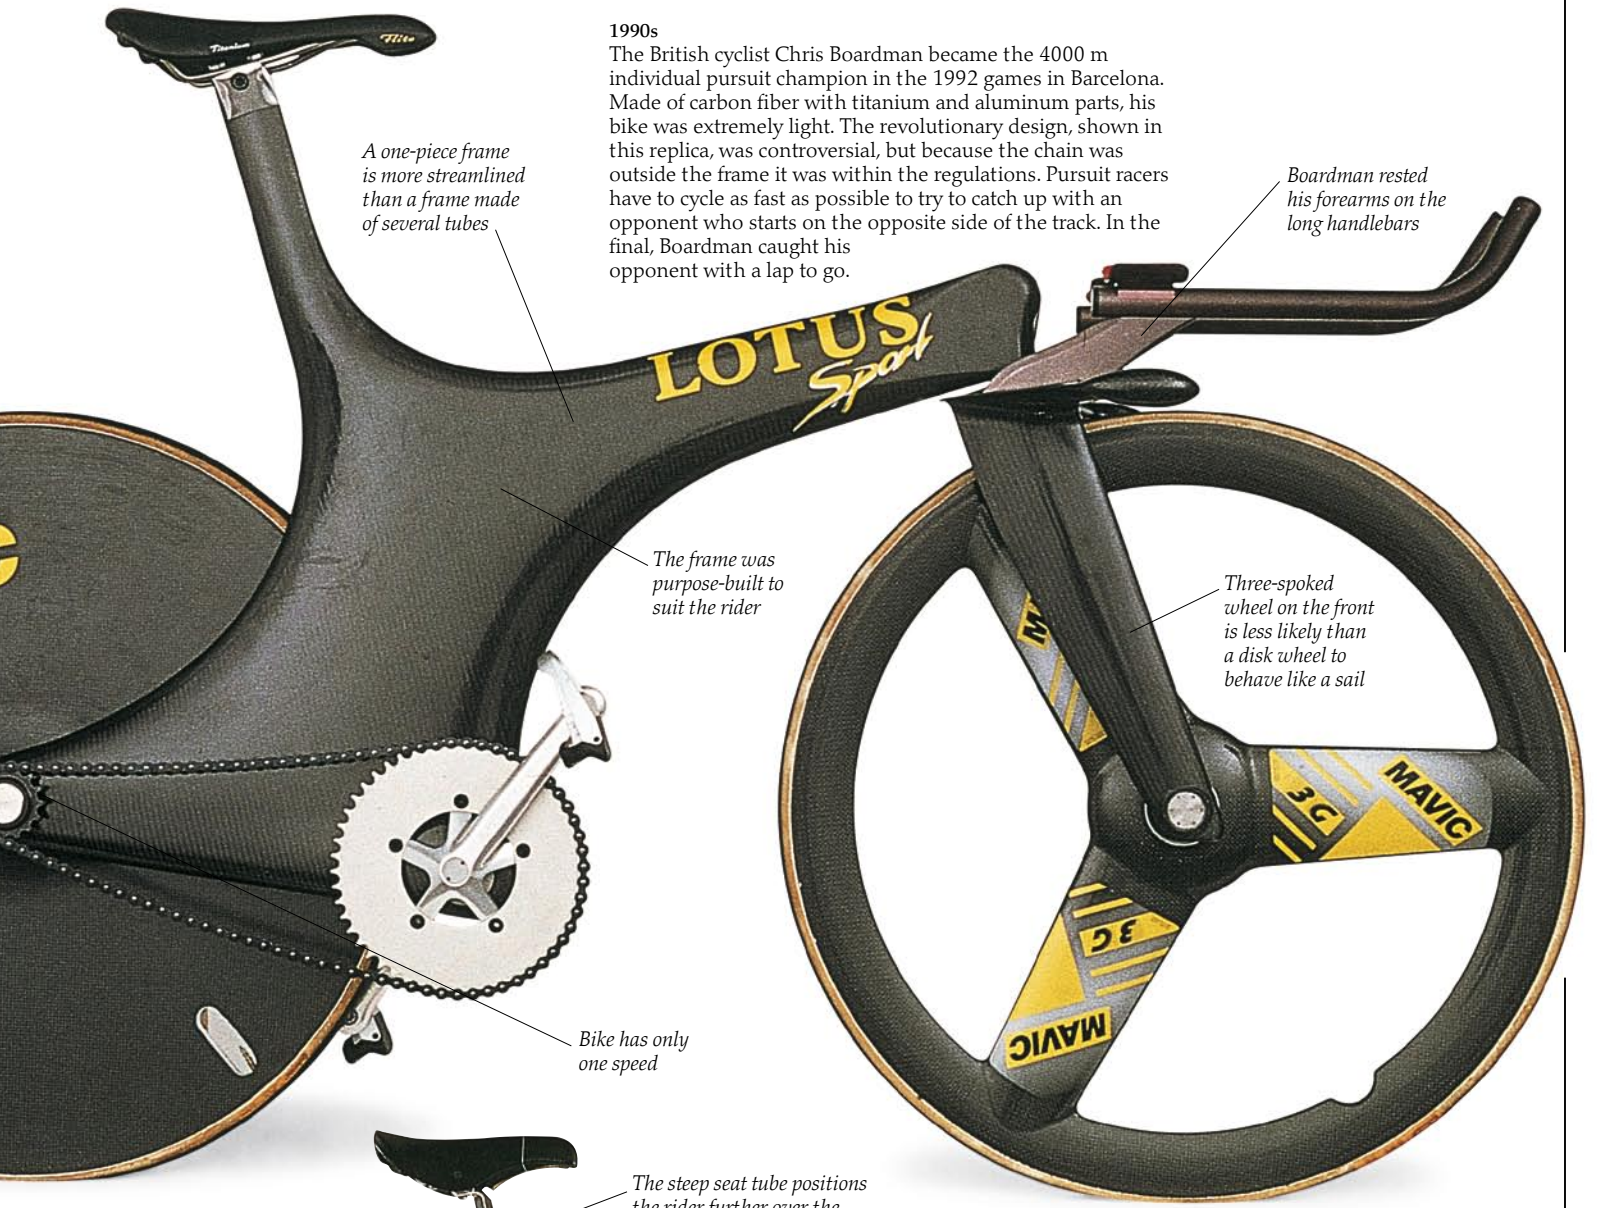 1990s
The British cyclist Chris Boardman became the 4000 m
individual pursuit champion in the 1992 games in Barcelona.
Made of carbon fiber with titanium and aluminum parts, his
bike was extremely light. The revolutionary design, shown in
this replica, was controversial, but because the chain was
outside the frame it was within the regulations. Pursuit racers
have to cycle as fast as possible to try to catch up with an
opponent who starts on the opposite side of the track. In the
final, Boardman caught his
opponent with a lap to go.
Titanium
Flite
A one-piece frame
is more streamlined
than a frame made
of several tubes
Boardman rested
his forearms on the
long handlebars
LOTUS
Sport
The frame was
purpose-built to
suit the rider
Three-spoked
wheel on the front
is less likely than
a disk wheel to
behave like a sail
M
3G
MAVIC
3G
MAVIC
Bike has only
one speed
The steep seat tube positions
the rider further over the